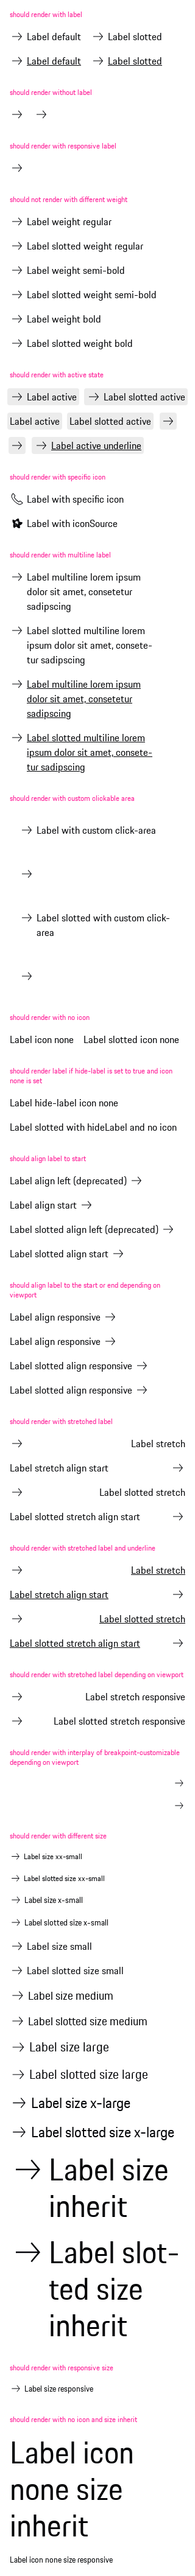 should render with label
Label default Label slotted
Label default Label slotted
should render without label
should render with responsive label
should not render with different weight
Label weight regular
Label slotted weight regular
Label weight semi-bold
Label slotted weight semi-bold
Label weight bold
Label slotted weight bold
should render with active state
Label active Label slotted active
Label active Label slotted active
Label active underline
should render with specific icon
Label with specific icon
Label with iconSource
should render with multiline label
Label multiline lorem ipsum
dolor sit amet, consetetur
sadipscing
Label slotted multiline lorem
ipsum dolor sit amet, consete-
tur sadipscing
Label multiline lorem ipsum
dolor sit amet, consetetur
sadipscing
Label slotted multiline lorem
ipsum dolor sit amet, consete-
tur sadipscing
should render with custom clickable area
Label with custom click-area
Label slotted with custom click-
area
should render with no icon
Label icon none Label slotted icon none
should render label if hide-label is set to true and icon
none is set
Label hide-label icon none
Label slotted with hideLabel and no icon
should align label to start
Label align left (deprecated)
Label align start
Label slotted align left (deprecated)
Label slotted align start
should align label to the start or end depending on
viewport
Label align responsive
Label align responsive
Label slotted align responsive
Label slotted align responsive
should render with stretched label
Label stretch
Label stretch align start
Label slotted stretch
Label slotted stretch align start
should render with stretched label and underline
Label stretch
Label stretch align start
Label slotted stretch
Label slotted stretch align start
should render with stretched label depending on viewport
Label stretch responsive
Label slotted stretch responsive
should render with interplay of breakpoint-customizable
depending on viewport
should render with different size
Label size xx-small
Label slotted size xx-small
Label size x-small
Label slotted size x-small
Label size small
Label slotted size small
Label size medium
Label slotted size medium
Label size large
Label slotted size large
Label size x-large
Label slotted size x-large
Label size
inherit
Label slot-
ted size
inherit
should render with responsive size
Label size responsive
should render with no icon and size inherit
Label icon
none size
inherit
Label icon none size responsive